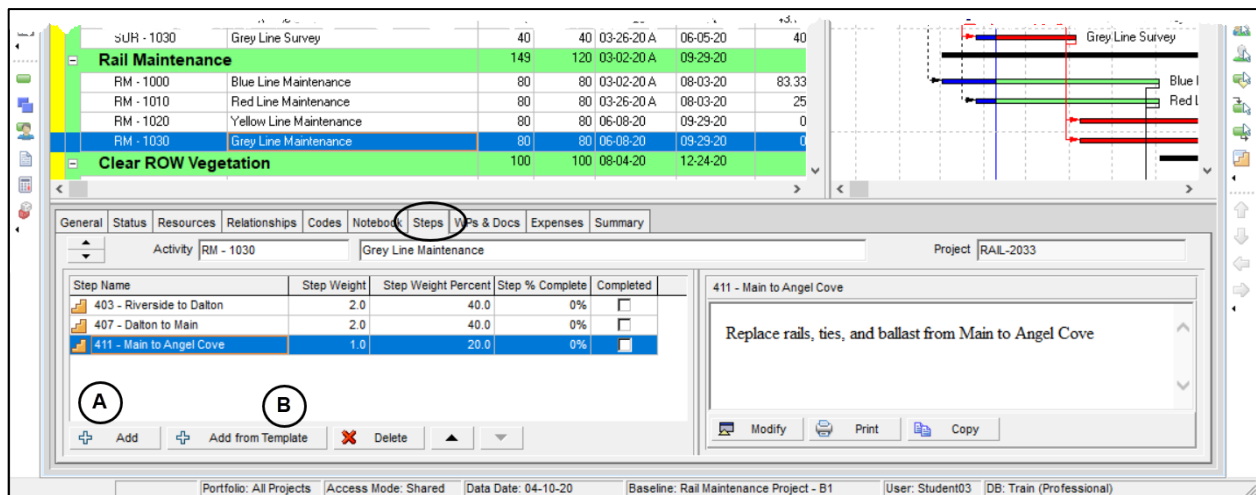 SUR - 1030 Grey Line Survey 40 40 03-26-20 A 06-05-20 40 Grey Line Survey
Rail Maintenance 149 120 03-02-20 A 09-29-20
RM - 1000 Blue Line Maintenance 80 80 03-02-20 A 08-03-20 83.33 Blue
RM - 1010 Red Line Maintenance 80 80 03-26-20 A 08-03-20 25 Red
RM - 1020 Yellow Line Maintenance 80 80 06-08-20 09-29-20 0
RM - 1030 Grey Line Maintenance 80 80 06-08-20 09-29-20 0
Clear ROW Vegetation 100 100 08-04-20 12-24-20
General Status Resources Relationships Codes Notebook Steps WPs & Docs Expenses Summary
Activity RM - 1030 Grey Line Maintenance Project RAIL-2033
Step Name Step Weight Step Weight Percent Step % Complete Completed 411 - Main to Angel Cove
403 - Riverside to Dalton 2.0 40.0 0%
407 - Dalton to Main 2.0 40.0 0% Replace rails, ties, and ballast from Main to Angel Cove
411 - Main to Angel Cove 1.0 20.0 0%
A B
Add Add from Template Delete Modify Print Copy
Portfolio: All Projects Access Mode: Shared Data Date: 04-10-20 Baseline: Rail Maintenance Project - B1 User: Student03 DB: Train (Professional)